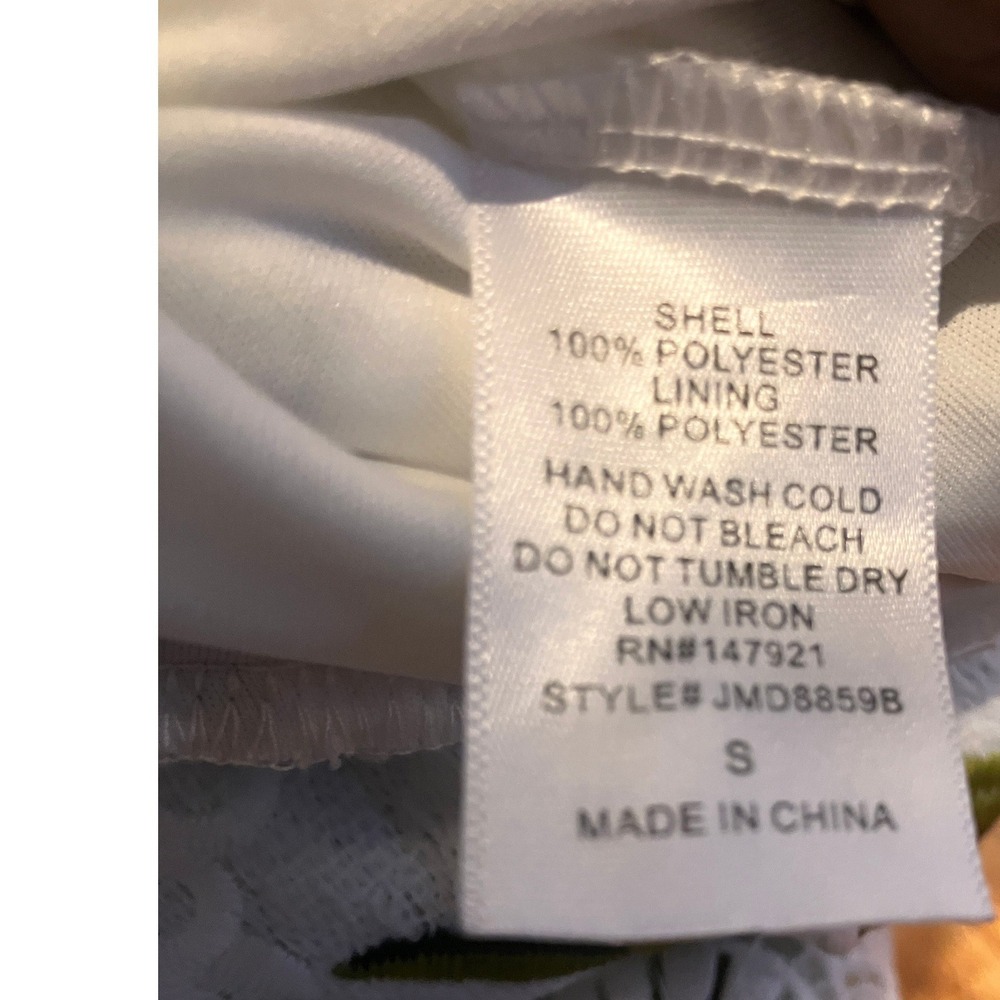 SHELL
100% POLYESTER
LINING
100% POLYESTER
HAND WASH COLD
DO NOT BLEACH
DO NOT TUMBLE DRY
LOW IRON
RN#147921
STYLE# JMD8859B
S
MADE IN CHINA